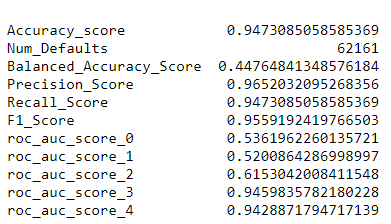 Accuracy_score 0.9473085058585369
Num_Defaults 62161
Balanced_Accuracy_Score 0.44764841348576184
Precision_Score 0.9652032095268356
Recall_Score 0.9473085058585369
F1_Score 0.9559192419766503
roc_auc_score_0 0.5361962260135721
roc_auc_score_1 0.5200864286998997
roc_auc_score_2 0.6153042008411548
roc_auc_score_3 0.9459835782180228
roc_auc_score_4 0.9428871794717139